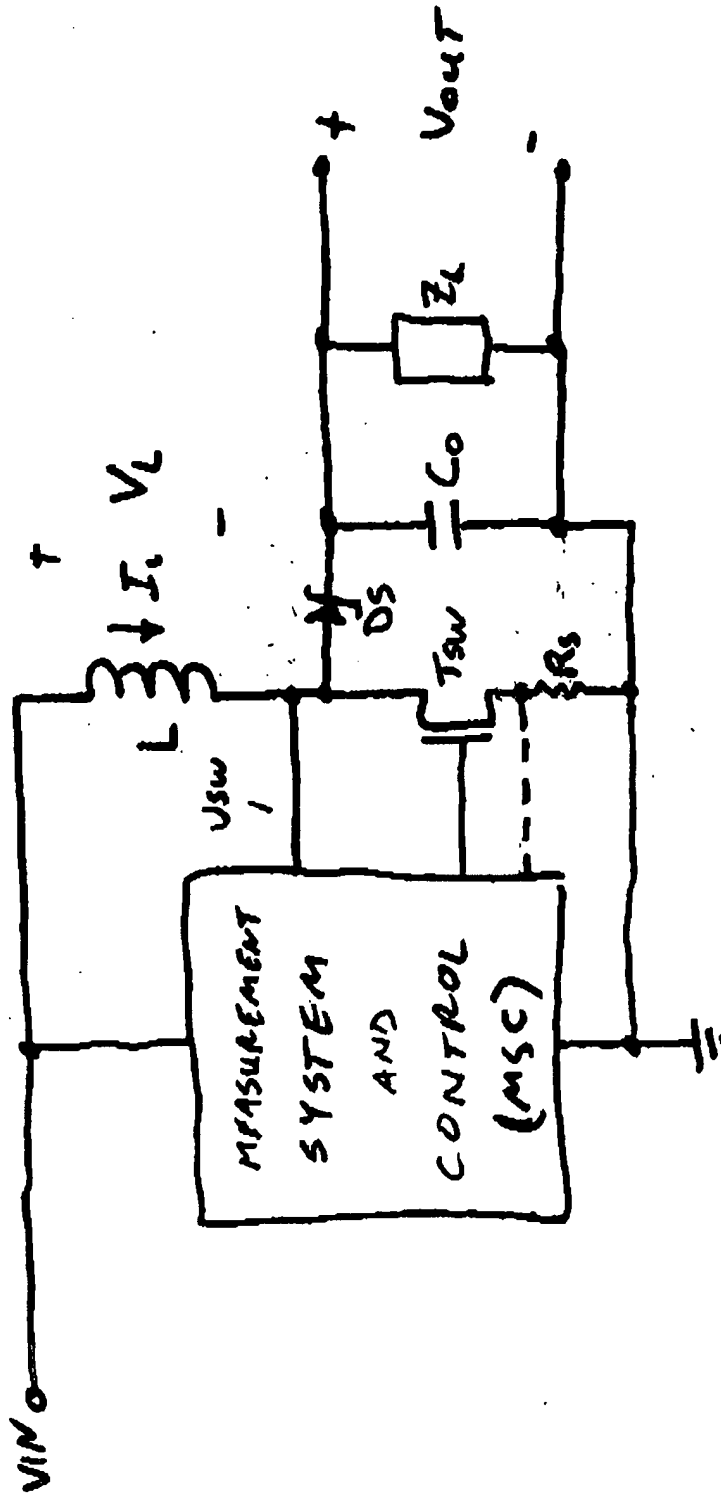 VIN
+
L
IL
VL
-
VSW
MEASUREMENT
SYSTEM
AND
CONTROL
(MSC)
DS
TSW
RS
CO
ZL
+
VOUT
-